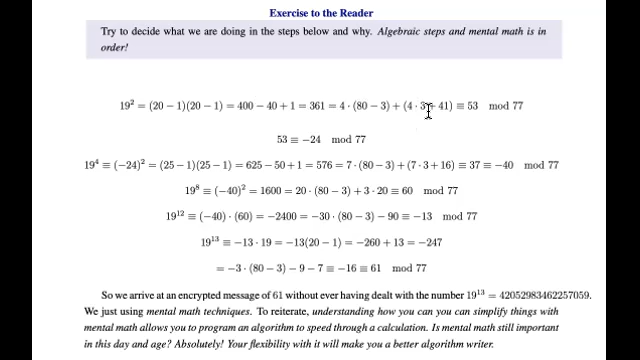 Exercise to the Reader
Try to decide what we are doing in the steps below and why. Algebraic steps and mental math is in
order!
19² = (20 − 1)(20 − 1) = 400 − 40 + 1 = 361 = 4 · (80 − 3) + (4 · 3 + 41) ≡ 53 mod 77
53 ≡ −24 mod 77
19⁴ ≡ (−24)² = (25 − 1)(25 − 1) = 625 − 50 + 1 = 576 = 7 · (80 − 3) + (7 · 3 + 16) ≡ 37 ≡ −40 mod 77
19⁸ ≡ (−40)² = 1600 = 20 · (80 − 3) + 3 · 20 ≡ 60 mod 77
19¹² ≡ (−40) · (60) = −2400 = −30 · (80 − 3) − 90 ≡ −13 mod 77
19¹³ ≡ −13 · 19 = −13(20 − 1) = −260 + 13 = −247
= −3 · (80 − 3) − 9 − 7 ≡ −16 ≡ 61 mod 77
So we arrive at an encrypted message of 61 without ever having dealt with the number 19¹³ = 42052983462257059.
We just using mental math techniques. To reiterate, understanding how you can you can simplify things with
mental math allows you to program an algorithm to speed through a calculation. Is mental math still important
in this day and age? Absolutely! Your flexibility with it will make you a better algorithm writer.